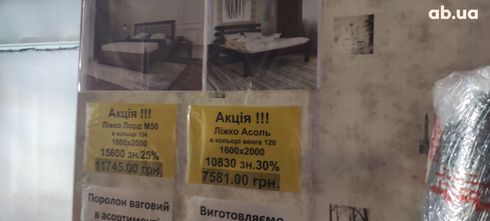 ab.ua
Акція !!!
Ліжко Лорд М50
в кольорі 104
1600х2000
15600 зн.25%
11745.00 грн.
Акція !!!
Ліжко Асоль
в кольорі венге 120
1600х2000
10830 зн.30%
7581.00 грн.
Поролон ваговий
в асортименті
Виготовляємо